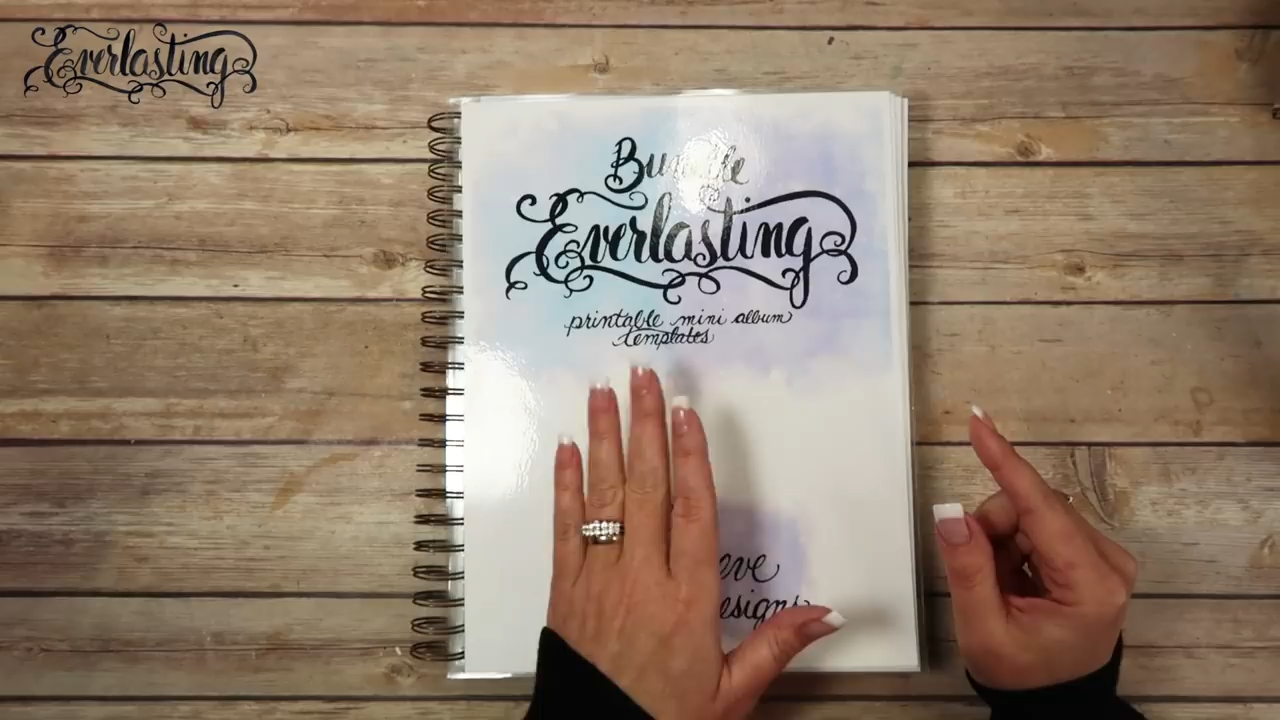 Everlasting
Bundle
Everlasting
printable mini album
templates